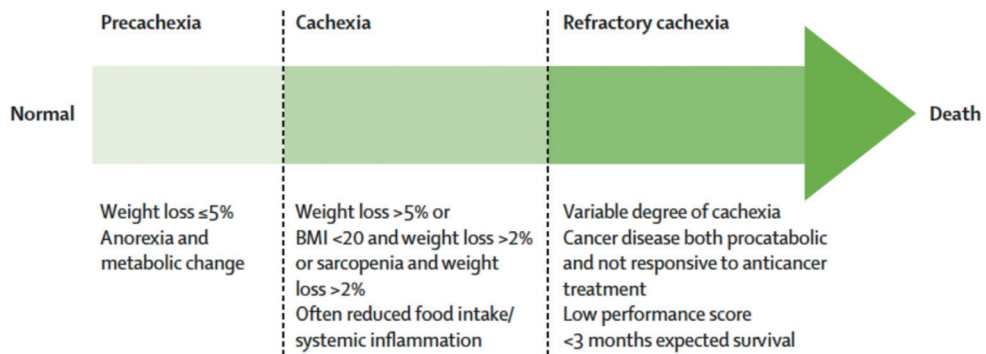 Precachexia
Cachexia
Refractory cachexia
Normal
Death
Weight loss ≤5%
Anorexia and
metabolic change
Weight loss >5% or
BMI <20 and weight loss >2%
or sarcopenia and weight
loss >2%
Often reduced food intake/
systemic inflammation
Variable degree of cachexia
Cancer disease both procatabolic
and not responsive to anticancer
treatment
Low performance score
<3 months expected survival